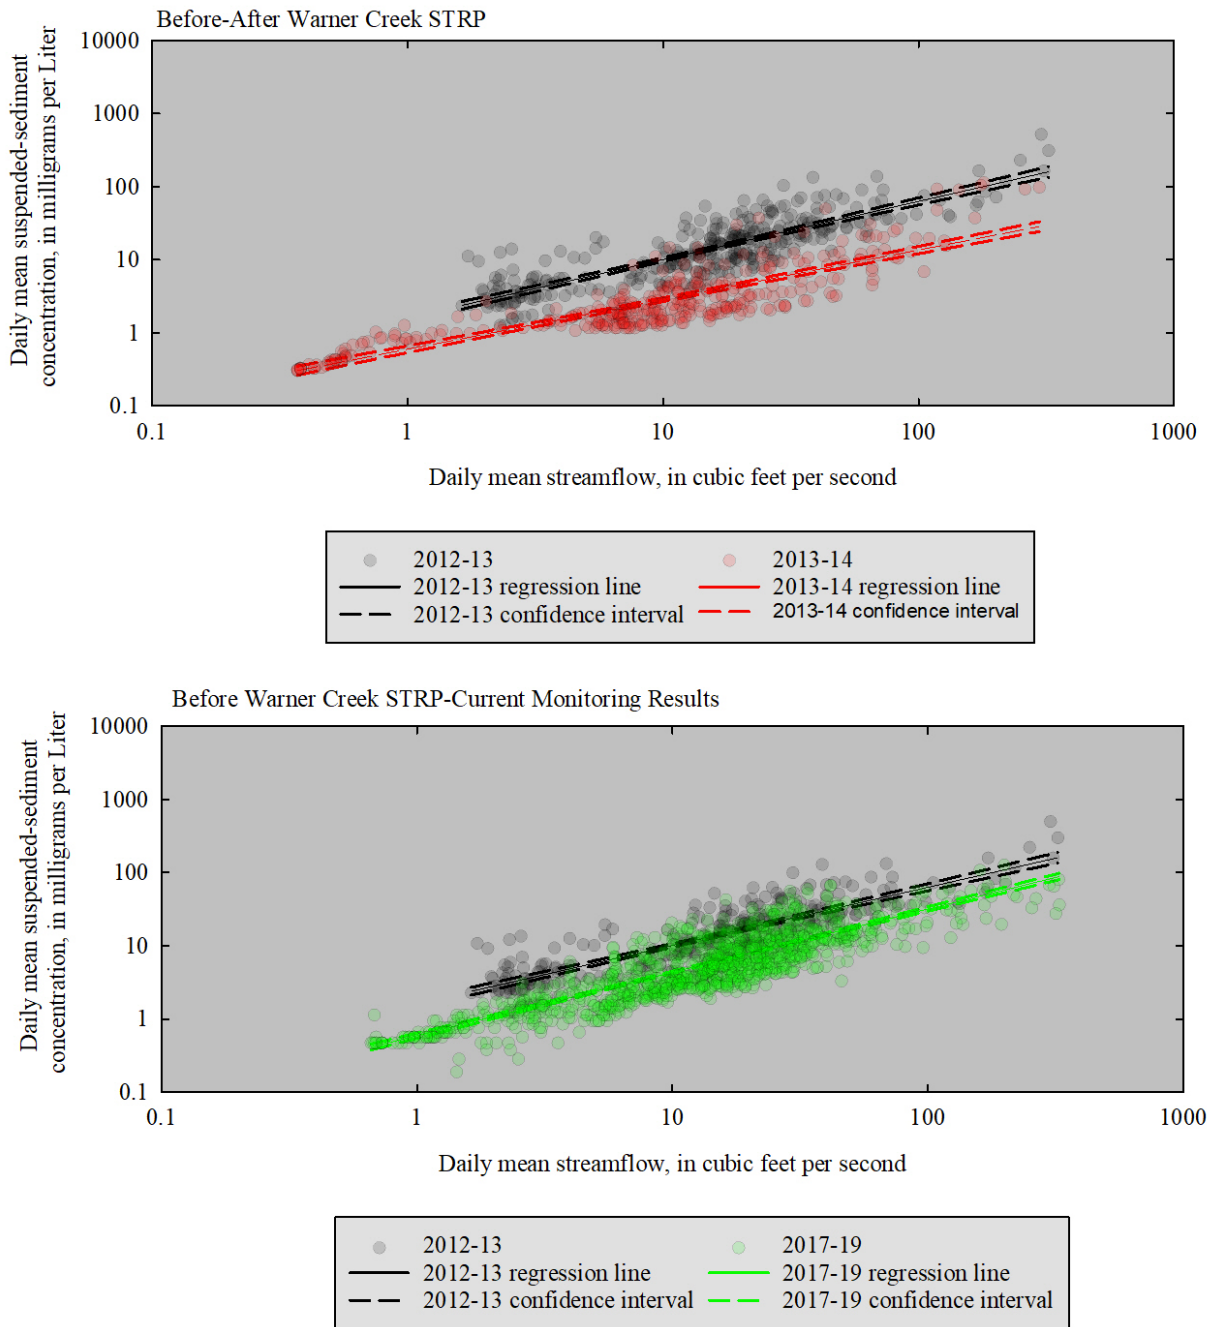 Before-After Warner Creek STRP
Daily mean suspended-sediment
concentration, in milligrams per Liter
10000
1000
100
10
1
0.1
0.1 1 10 100 1000
Daily mean streamflow, in cubic feet per second
2012-13 2013-14
2012-13 regression line 2013-14 regression line
2012-13 confidence interval 2013-14 confidence interval
Before Warner Creek STRP-Current Monitoring Results
Daily mean suspended-sediment
concentration, in milligrams per Liter
10000
1000
100
10
1
0.1
0.1 1 10 100 1000
Daily mean streamflow, in cubic feet per second
2012-13 2017-19
2012-13 regression line 2017-19 regression line
2012-13 confidence interval 2017-19 confidence interval